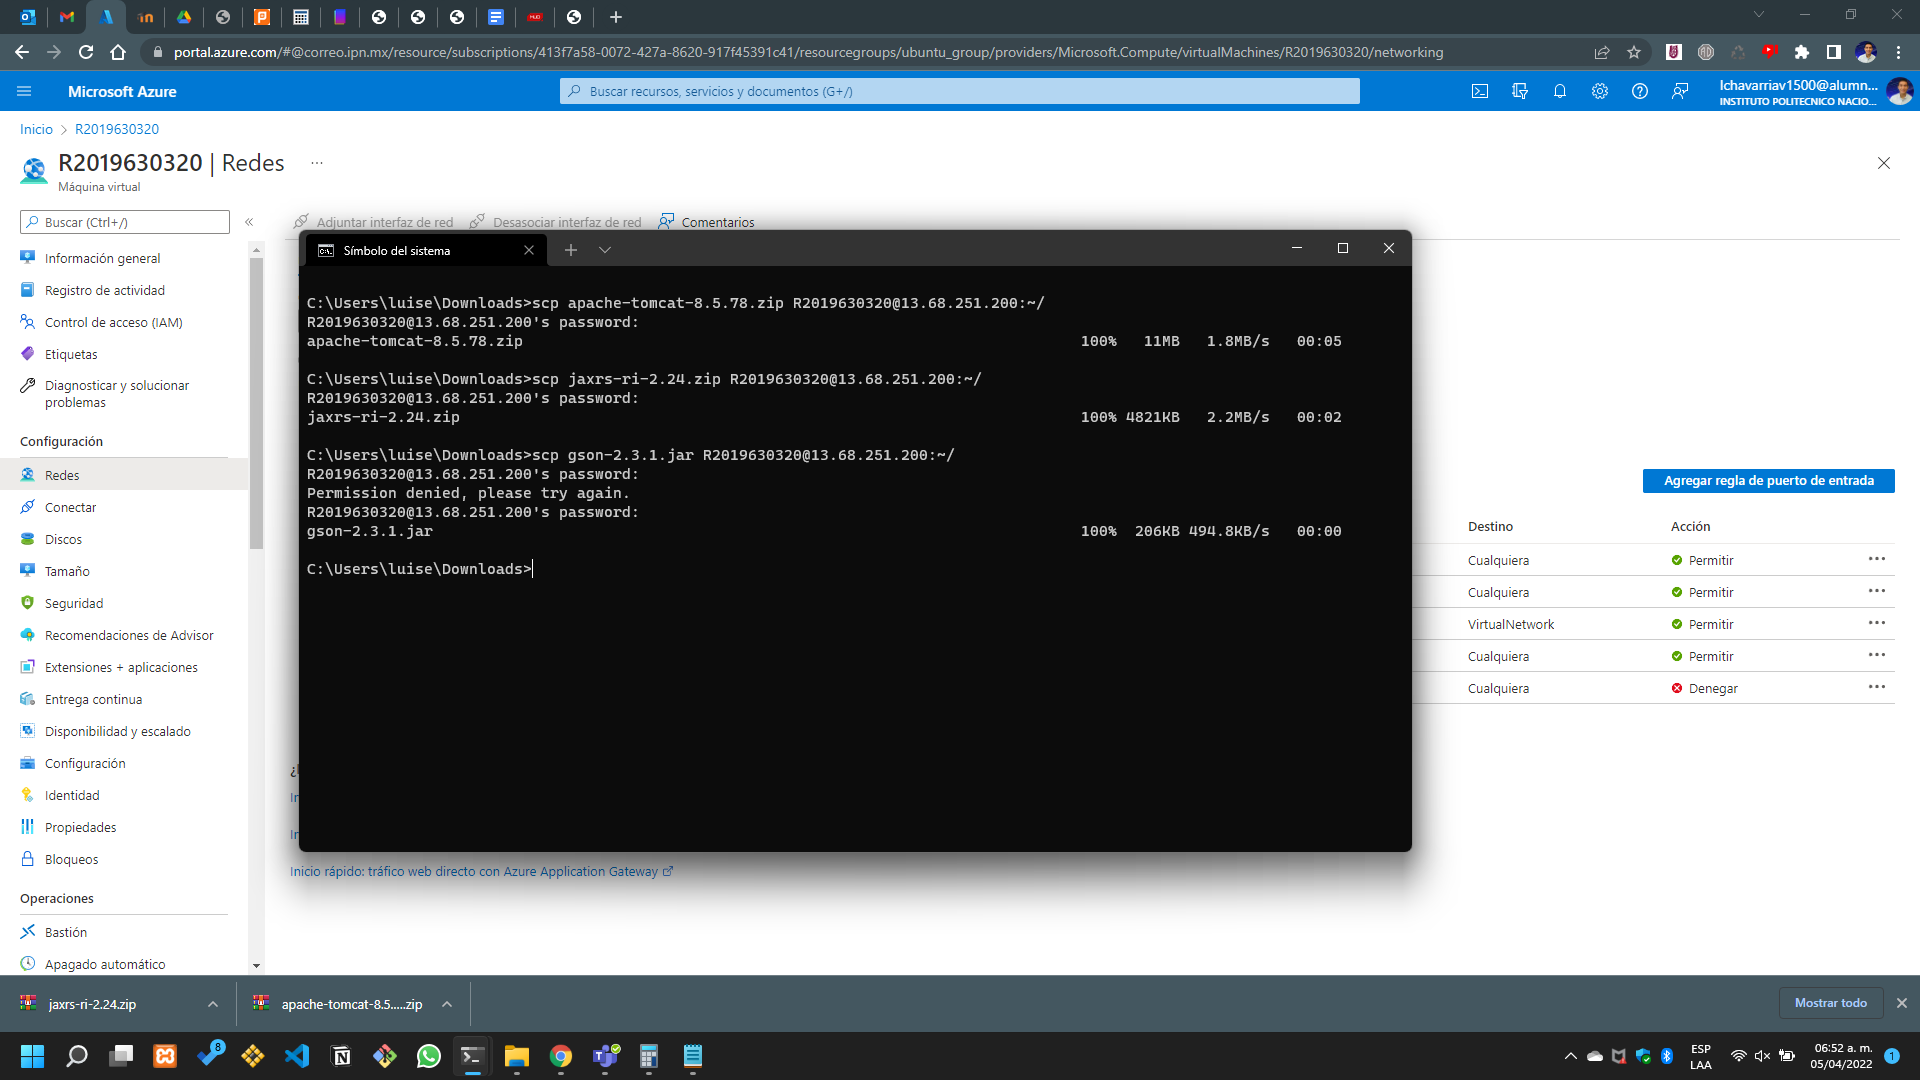 portal.azure.com/#@correo.ipn.mx/resource/subscriptions/413f7a58-0072-427a-8620-917f45391c41/resourcegroups/ubuntu_group/providers/Microsoft.Compute/virtualMachines/R2019630320/networking
Microsoft Azure
Buscar recursos, servicios y documentos (G+/)
lchavarriav1500@alumn...
INSTITUTO POLITECNICO NACIO...
Inicio > R2019630320
R2019630320 | Redes ...
Máquina virtual
Buscar (Ctrl+/)
Adjuntar interfaz de red
Desasociar interfaz de red
Comentarios
Información general
Registro de actividad
Control de acceso (IAM)
Etiquetas
Diagnosticar y solucionar
problemas
Configuración
Redes
Conectar
Discos
Tamaño
Seguridad
Recomendaciones de Advisor
Extensiones + aplicaciones
Entrega continua
Disponibilidad y escalado
Configuración
Identidad
Propiedades
Bloqueos
Operaciones
Bastión
Apagado automático
Símbolo del sistema
C:\Users\luise\Downloads>scp apache-tomcat-8.5.78.zip R2019630320@13.68.251.200:~/
R2019630320@13.68.251.200's password:
apache-tomcat-8.5.78.zip 100% 11MB 1.8MB/s 00:05
C:\Users\luise\Downloads>scp jaxrs-ri-2.24.zip R2019630320@13.68.251.200:~/
R2019630320@13.68.251.200's password:
jaxrs-ri-2.24.zip 100% 4821KB 2.2MB/s 00:02
C:\Users\luise\Downloads>scp gson-2.3.1.jar R2019630320@13.68.251.200:~/
R2019630320@13.68.251.200's password:
Permission denied, please try again.
R2019630320@13.68.251.200's password:
gson-2.3.1.jar 100% 206KB 494.8KB/s 00:00
C:\Users\luise\Downloads>
Agregar regla de puerto de entrada
Destino Acción
Cualquiera Permitir
Cualquiera Permitir
VirtualNetwork Permitir
Cualquiera Permitir
Cualquiera Denegar
Inicio rápido: tráfico web directo con Azure Application Gateway
jaxrs-ri-2.24.zip
apache-tomcat-8.5.....zip
Mostrar todo
8
ESP
LAA
06:52 a. m.
05/04/2022
1